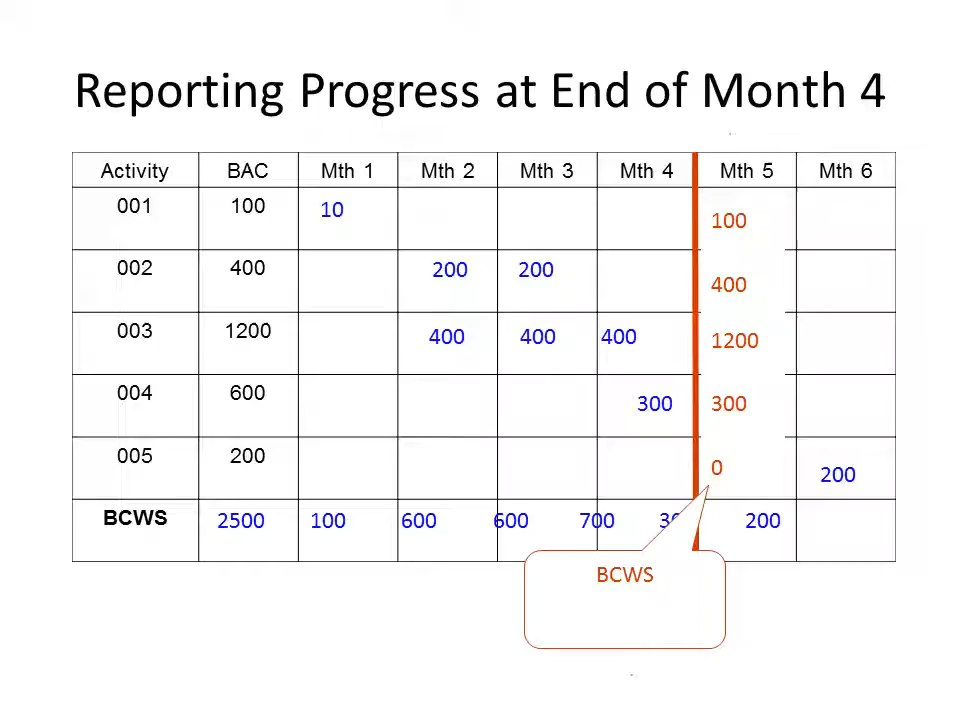 Reporting Progress at End of Month 4
Activity BAC Mth 1 Mth 2 Mth 3 Mth 4 Mth 5 Mth 6
001 100 10 100
002 400 200 200 400
003 1200 400 400 400 1200
004 600 300 300
005 200 0 200
BCWS 2500 100 600 600 700 200
BCWS